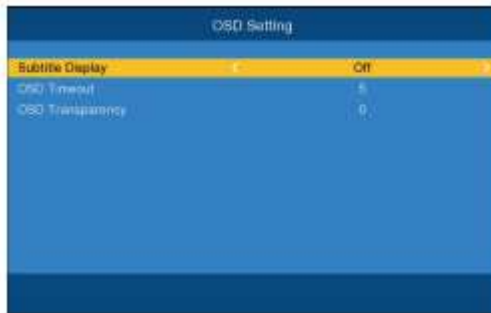 OSD Setting
Subtitle Display Off
OSD Timeout 5
OSD Transparency 0